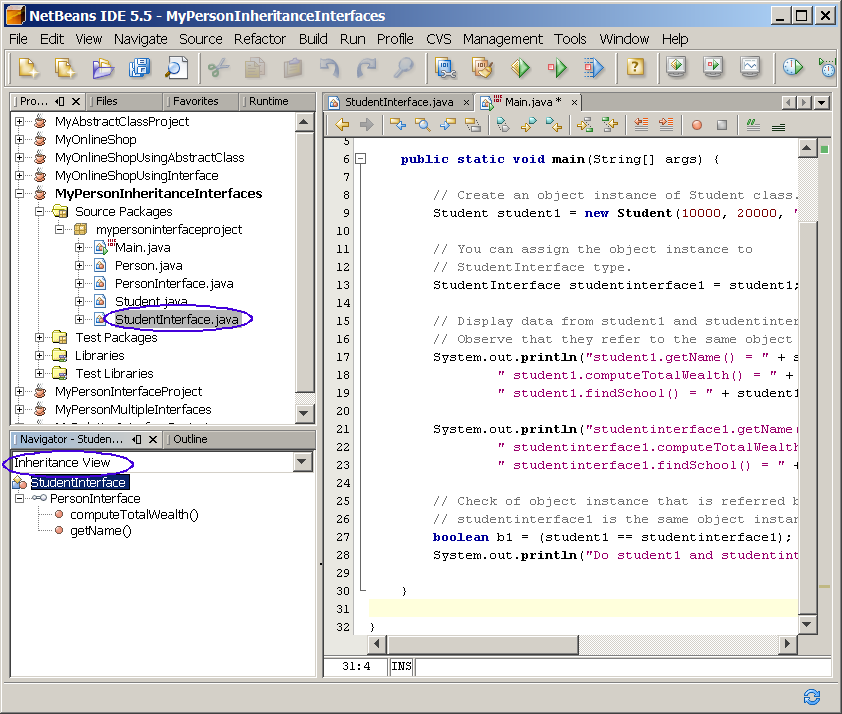 NetBeans IDE 5.5 - MyPersonInheritanceInterfaces
File Edit View Navigate Source Refactor Build Run Profile CVS Management Tools Window Help
Pro... Files Favorites Runtime
MyAbstractClassProject
MyOnlineShop
MyOnlineShopUsingAbstractClass
MyOnlineShopUsingInterface
MyPersonInheritanceInterfaces
Source Packages
mypersoninterfaceproject
Main.java
Person.java
PersonInterface.java
Student.java
StudentInterface.java
Test Packages
Libraries
Test Libraries
MyPersonInterfaceProject
MyPersonMultipleInterfaces
Navigator - Studen... Outline
Inheritance View
StudentInterface
PersonInterface
computeTotalWealth()
getName()
StudentInterface.java Main.java *
5
6 public static void main(String[] args) {
7
8 // Create an object instance of Student class.
9 Student student1 = new Student(10000, 20000, "
10
11 // You can assign the object instance to
12 // StudentInterface type.
13 StudentInterface studentinterface1 = student1;
14
15 // Display data from student1 and studentinter
16 // Observe that they refer to the same object
17 System.out.println("student1.getName() = " + s
18 " student1.computeTotalWealth() = " +
19 " student1.findSchool() = " + student1
20
21 System.out.println("studentinterface1.getName(
22 " studentinterface1.computeTotalWealth
23 " studentinterface1.findSchool() = " +
24
25 // Check of object instance that is referred b
26 // studentinterface1 is the same object instan
27 boolean b1 = (student1 == studentinterface1);
28 System.out.println("Do student1 and studentint
29
30 }
31
32 }
31:4 INS